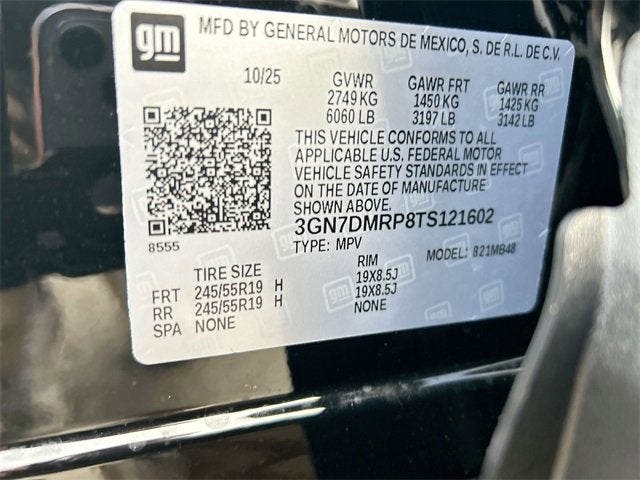 gm
MFD BY GENERAL MOTORS DE MEXICO, S. DE R.L. DE C.V.
10/25 GVWR GAWR FRT GAWR RR
2749 KG 1450 KG 1425 KG
6060 LB 3197 LB 3142 LB
THIS VEHICLE CONFORMS TO ALL
APPLICABLE U.S. FEDERAL MOTOR
VEHICLE SAFETY STANDARDS IN EFFECT
ON THE DATE OF MANUFACTURE
SHOWN ABOVE.
3GN7DMRP8TS121602
8555 TYPE: MPV MODEL: 821MB48
TIRE SIZE RIM
FRT 245/55R19 H 19X8.5J
RR 245/55R19 H 19X8.5J
SPA NONE NONE